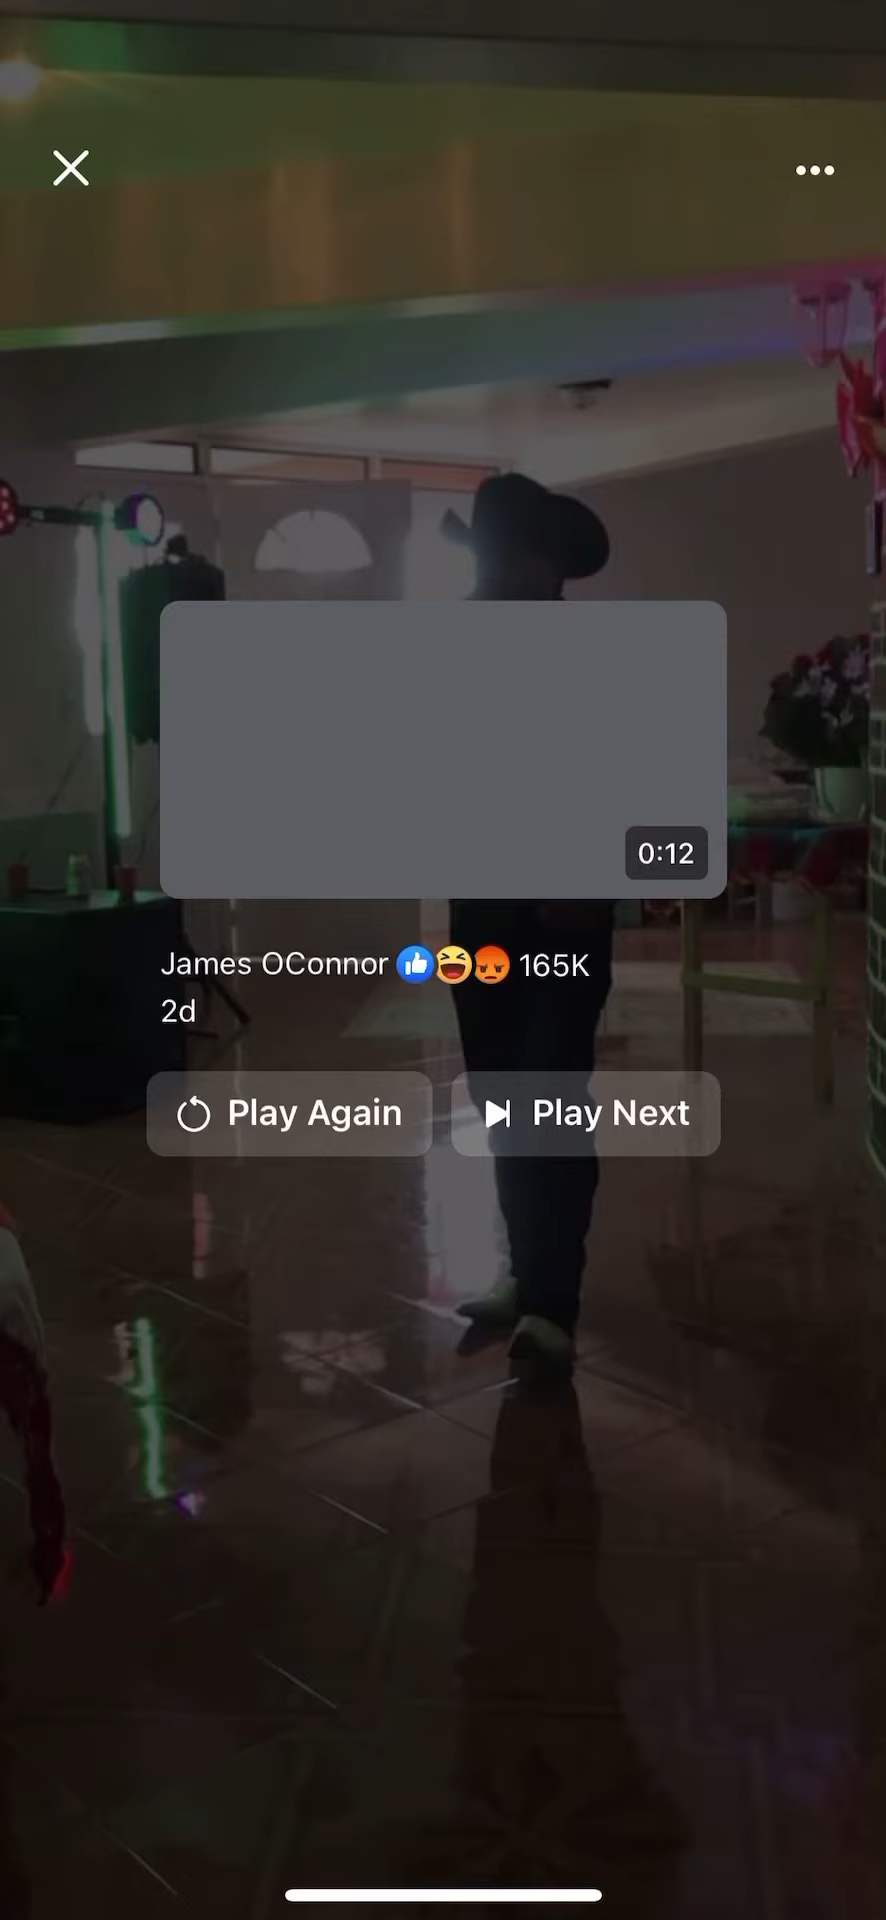 0:12
James OConnor 👍😆😡 165K
2d
Play Again
Play Next